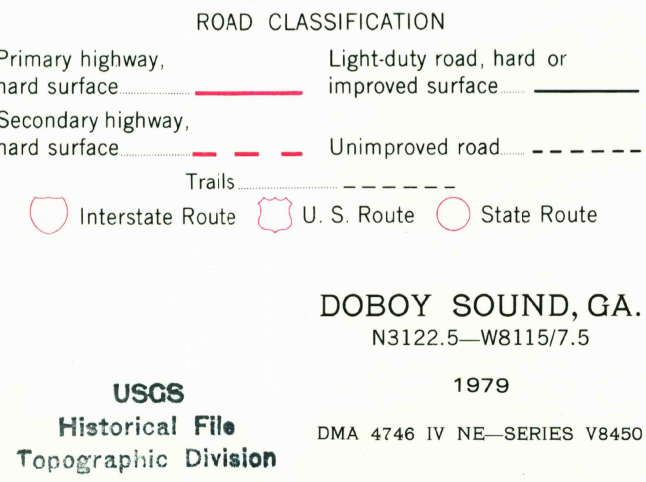 ROAD CLASSIFICATION
Primary highway,
hard surface
Light-duty road, hard or
improved surface
Secondary highway,
hard surface
Unimproved road
Trails
Interstate Route U. S. Route State Route
DOBOY SOUND, GA.
N3122.5—W8115/7.5
1979
DMA 4746 IV NE—SERIES V8450
USGS
Historical File
Topographic Division